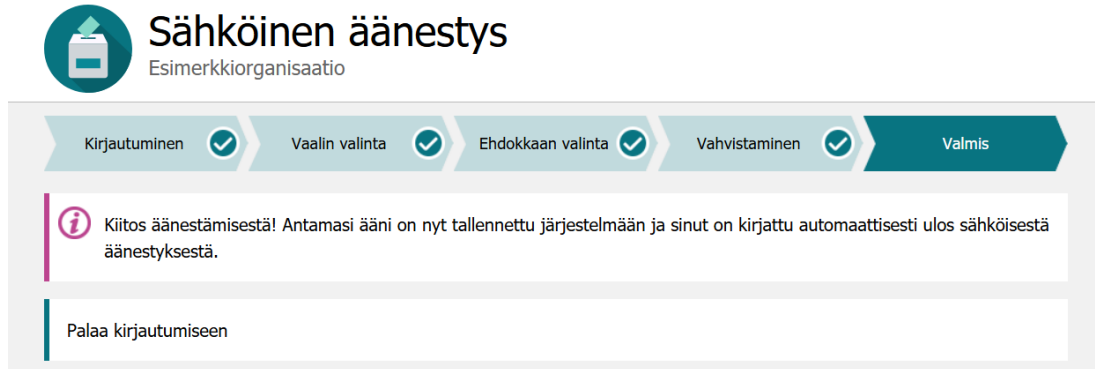 Sähköinen äänestys
Esimerkkiorganisaatio
Kirjautuminen
Vaalin valinta
Ehdokkaan valinta
Vahvistaminen
Valmis
Kiitos äänestämisestä! Antamasi ääni on nyt tallennettu järjestelmään ja sinut on kirjattu automaattisesti ulos sähköisestä
äänestyksestä.
Palaa kirjautumiseen